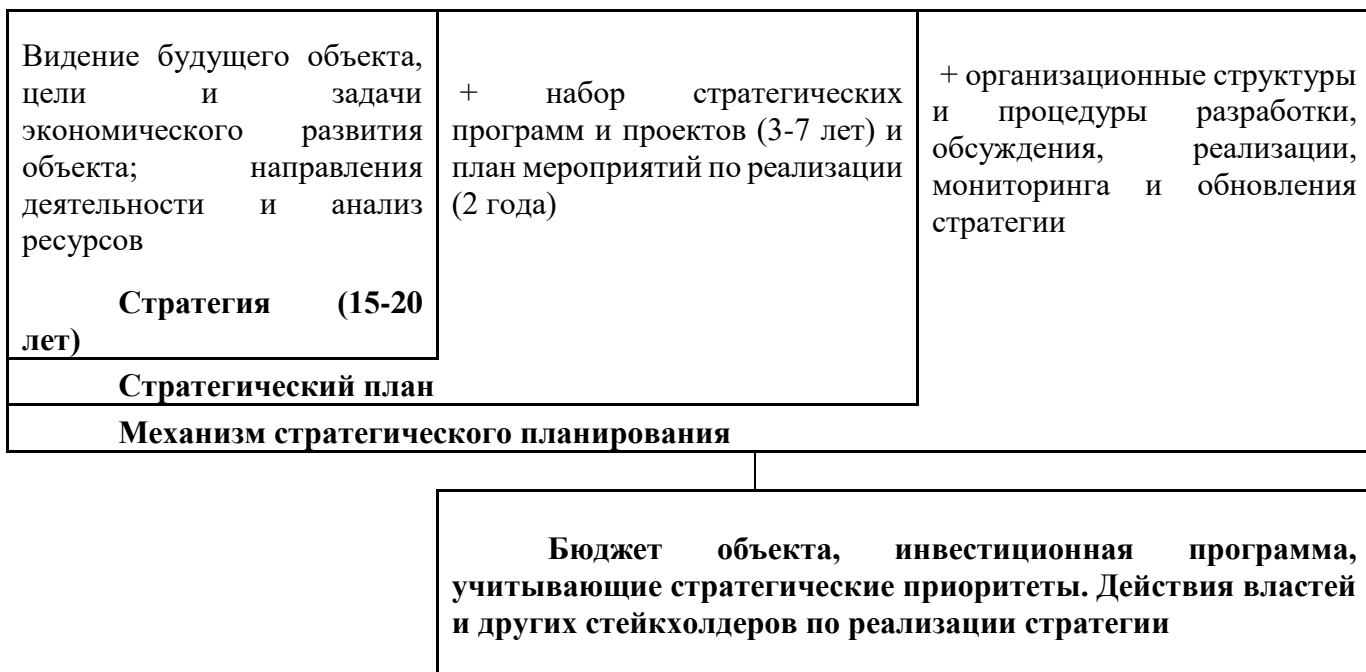 Видение будущего объекта,
цели и задачи
экономического развития
объекта; направления
деятельности и анализ
ресурсов
Стратегия (15-20
лет)
+ набор стратегических
программ и проектов (3-7 лет) и
план мероприятий по реализации
(2 года)
+ организационные структуры
и процедуры разработки,
обсуждения, реализации,
мониторинга и обновления
стратегии
Стратегический план
Механизм стратегического планирования
Бюджет объекта, инвестиционная программа,
учитывающие стратегические приоритеты. Действия властей
и других стейкхолдеров по реализации стратегии